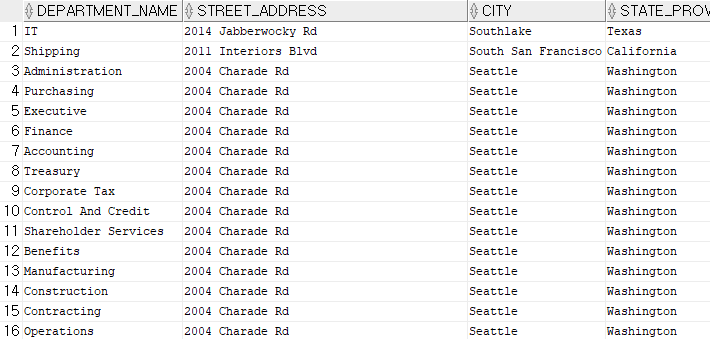 DEPARTMENT_NAME STREET_ADDRESS CITY STATE_PROV
1 IT 2014 Jabberwocky Rd Southlake Texas
2 Shipping 2011 Interiors Blvd South San Francisco California
3 Administration 2004 Charade Rd Seattle Washington
4 Purchasing 2004 Charade Rd Seattle Washington
5 Executive 2004 Charade Rd Seattle Washington
6 Finance 2004 Charade Rd Seattle Washington
7 Accounting 2004 Charade Rd Seattle Washington
8 Treasury 2004 Charade Rd Seattle Washington
9 Corporate Tax 2004 Charade Rd Seattle Washington
10 Control And Credit 2004 Charade Rd Seattle Washington
11 Shareholder Services 2004 Charade Rd Seattle Washington
12 Benefits 2004 Charade Rd Seattle Washington
13 Manufacturing 2004 Charade Rd Seattle Washington
14 Construction 2004 Charade Rd Seattle Washington
15 Contracting 2004 Charade Rd Seattle Washington
16 Operations 2004 Charade Rd Seattle Washington